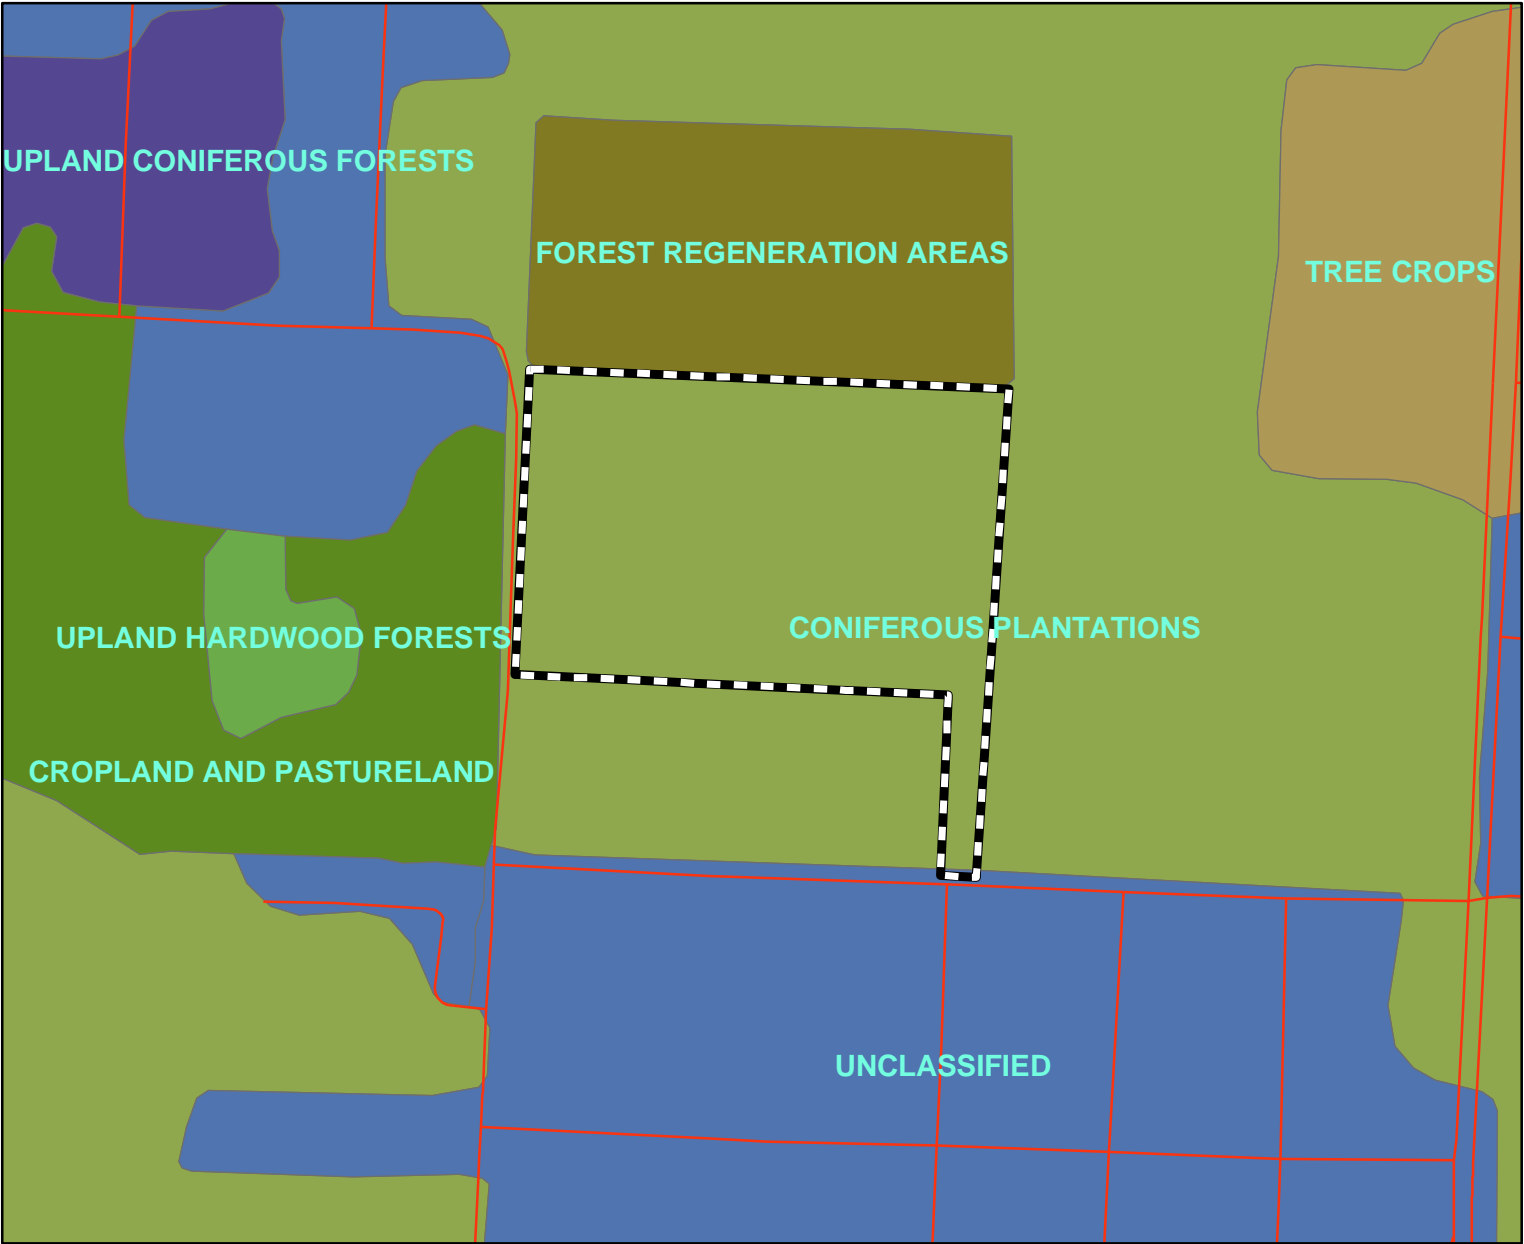 UPLAND CONIFEROUS FORESTS
FOREST REGENERATION AREAS
TREE CROPS
CONIFEROUS PLANTATIONS
UPLAND HARDWOOD FORESTS
CROPLAND AND PASTURELAND
UNCLASSIFIED